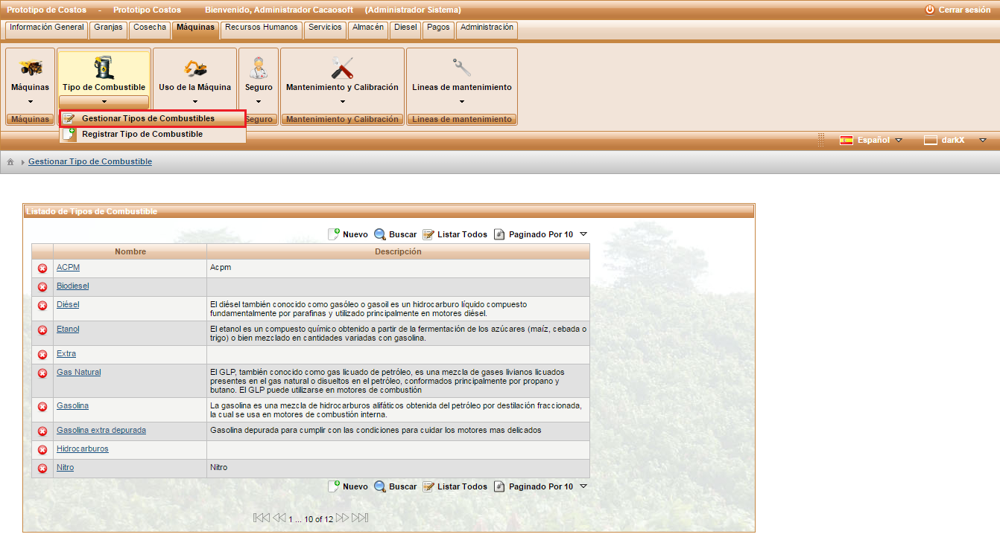 Prototipo de Costos - Prototipo Costos Bienvenido, Administrador Cacaosoft (Administrador Sistema) Cerrar sesión
Información General Granjas Cosecha Máquinas Recursos Humanos Servicios Almacén Diesel Pagos Administración
Máquinas Tipo de Combustible Uso de la Máquina Seguro Mantenimiento y Calibración Lineas de mantenimiento
Máquinas Gestionar Tipos de Combustibles Seguro Mantenimiento y Calibración Lineas de mantenimiento
Registrar Tipo de Combustible
Español darkX
Gestionar Tipo de Combustible
Listado de Tipos de Combustible
Nuevo Buscar Listar Todos Paginado Por 10
Nombre Descripción
ACPM Acpm
Biodiesel
Diésel El diésel también conocido como gasóleo o gasoil es un hidrocarburo líquido compuesto
fundamentalmente por parafinas y utilizado principalmente en motores diésel.
Etanol El etanol es un compuesto químico obtenido a partir de la fermentación de los azúcares (maíz, cebada o
trigo) o bien mezclado en cantidades variadas con gasolina.
Extra
Gas Natural El GLP, también conocido como gas licuado de petróleo, es una mezcla de gases livianos licuados
presentes en el gas natural o disueltos en el petróleo, conformados principalmente por propano y
butano. El GLP puede utilizarse en motores de combustión
Gasolina La gasolina es una mezcla de hidrocarburos alifáticos obtenida del petróleo por destilación fraccionada,
la cual se usa en motores de combustión interna.
Gasolina extra depurada Gasolina depurada para cumplir con las condiciones para cuidar los motores mas delicados
Hidrocarburos
Nitro Nitro
Nuevo Buscar Listar Todos Paginado Por 10
1 ... 10 of 12